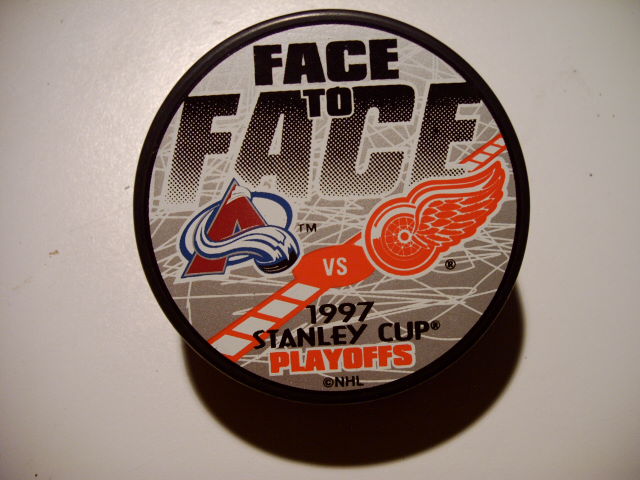 FACE
TO
FACE
A
TM
VS
®
1997
STANLEY CUP®
PLAYOFFS
©NHL